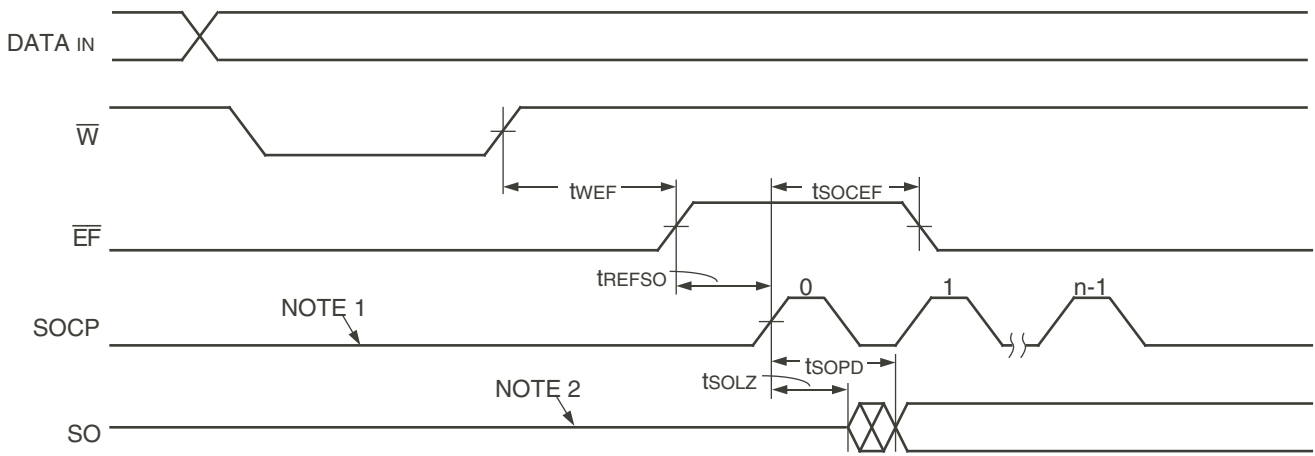 DATA IN
W
tWEF
tSOCEF
EF
tREFSO
0
1
n-1
NOTE 1
SOCP
tSOPD
tSOLZ
NOTE 2
SO